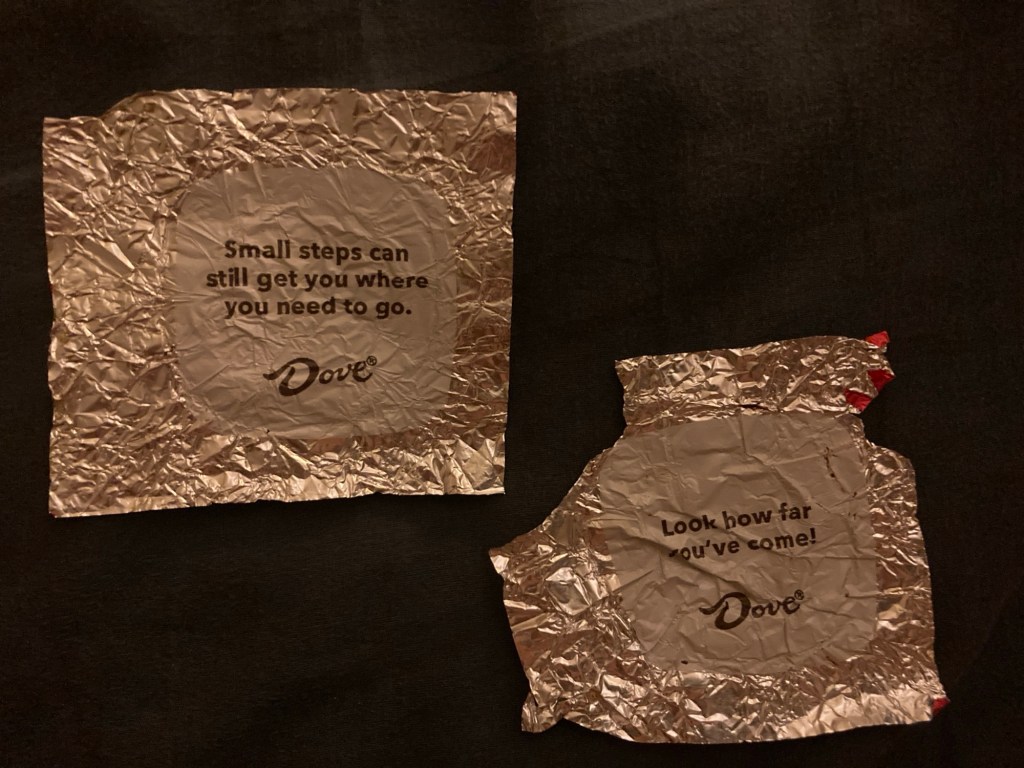 Small steps can
still get you where
you need to go.
Dove®
Look how far
you've come!
Dove®